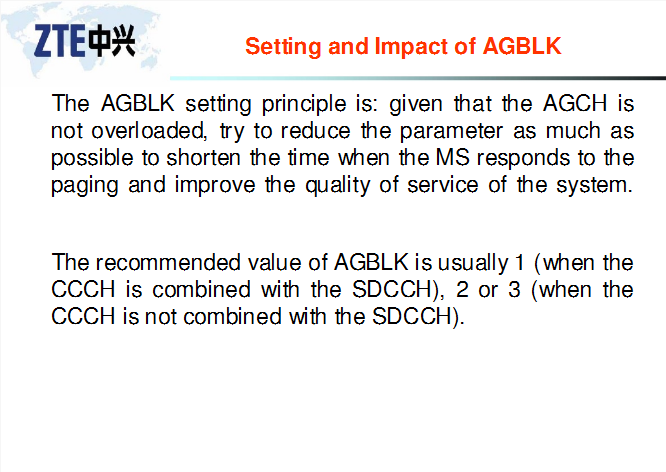 ZTE中兴
Setting and Impact of AGBLK
The AGBLK setting principle is: given that the AGCH is
not overloaded, try to reduce the parameter as much as
possible to shorten the time when the MS responds to the
paging and improve the quality of service of the system.
The recommended value of AGBLK is usually 1 (when the
CCCH is combined with the SDCCH), 2 or 3 (when the
CCCH is not combined with the SDCCH).